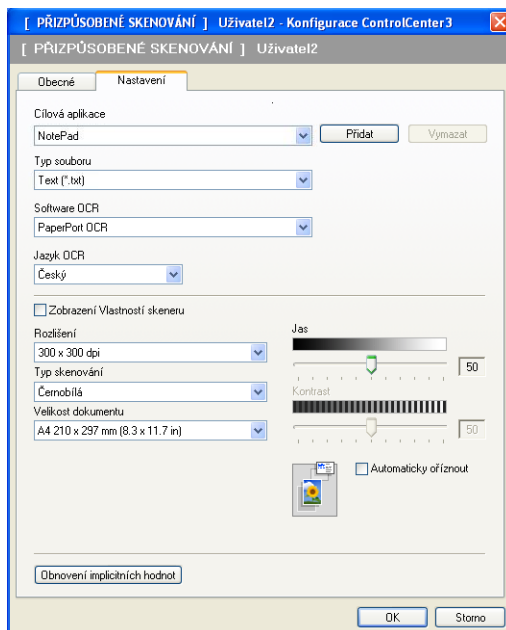 [ PŘIZPŮSOBENÉ SKENOVÁNÍ ] Uživatel2 - Konfigurace ControlCenter3
[ PŘIZPŮSOBENÉ SKENOVÁNÍ ] Uživatel2
Obecné Nastavení
Cílová aplikace
NotePad Přidat Vymazat
Typ souboru
Text (*.txt)
Software OCR
PaperPort OCR
Jazyk OCR
Český
Zobrazení Vlastností skeneru
Rozlišení Jas
300 x 300 dpi 50
Typ skenování
Černobílá Kontrast
Velikost dokumentu
A4 210 x 297 mm (8.3 x 11.7 in) 50
Automaticky oříznout
Obnovení implicitních hodnot
OK Storno